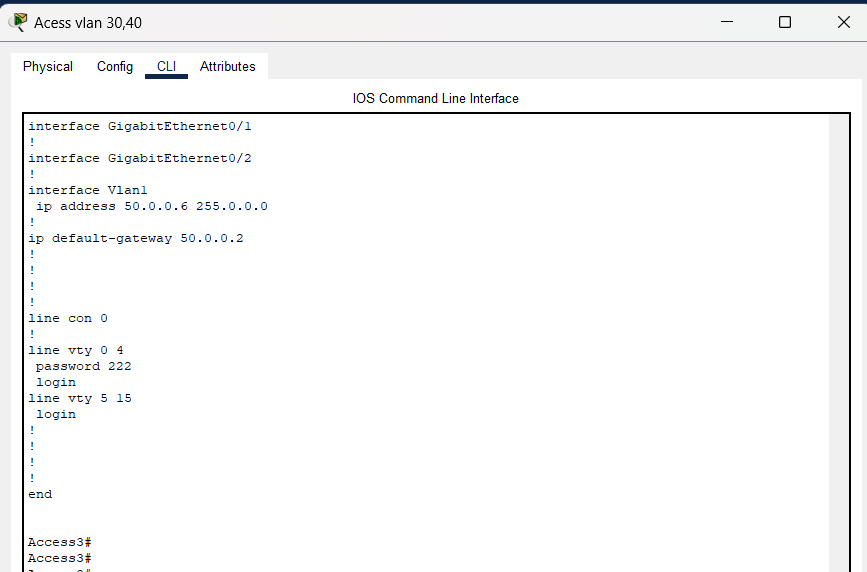 Acess vlan 30,40
Physical Config CLI Attributes
IOS Command Line Interface
interface GigabitEthernet0/1
!
interface GigabitEthernet0/2
!
interface Vlan1
ip address 50.0.0.6 255.0.0.0
!
ip default-gateway 50.0.0.2
!
!
!
!
line con 0
!
line vty 0 4
password 222
login
line vty 5 15
login
!
!
!
!
end
Access3#
Access3#